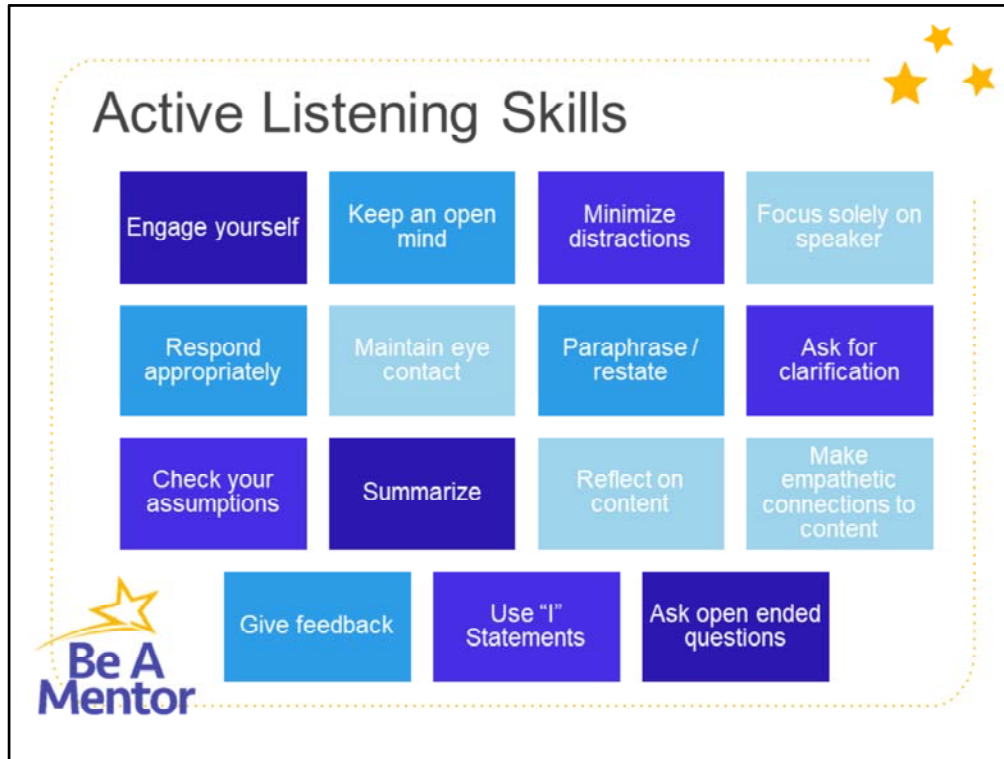 Active Listening Skills
Engage yourself
Keep an open
mind
Minimize
distractions
Focus solely on
speaker
Respond
appropriately
Maintain eye
contact
Paraphrase /
restate
Ask for
clarification
Check your
assumptions
Summarize
Reflect on
content
Make
empathetic
connections to
content
Give feedback
Use “I”
Statements
Ask open ended
questions
Be A
Mentor